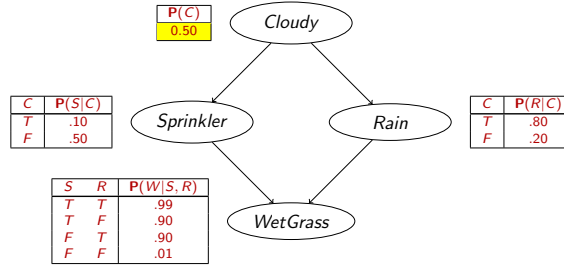 P(C)
0.50
Cloudy
C P(S|C)
T .10
F .50
Sprinkler
Rain
C P(R|C)
T .80
F .20
S R P(W|S, R)
T T .99
T F .90
F T .90
F F .01
WetGrass